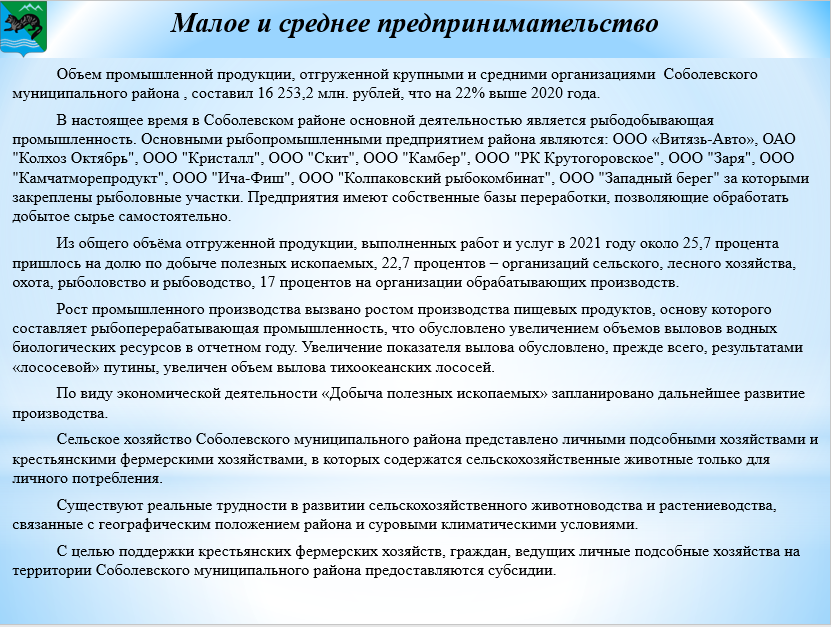 Малое и среднее предпринимательство
Объем промышленной продукции, отгруженной крупными и средними организациями Соболевского
муниципального района , составил 16 253,2 млн. рублей, что на 22% выше 2020 года.
В настоящее время в Соболевском районе основной деятельностью является рыбодобывающая
промышленность. Основными рыбопромышленными предприятием района являются: ООО «Витязь-Авто», ОАО
"Колхоз Октябрь", ООО "Кристалл", ООО "Скит", ООО "Камбер", ООО "РК Крутогоровское", ООО "Заря", ООО
"Камчатморепродукт", ООО "Ича-Фиш", ООО "Колпаковский рыбокомбинат", ООО "Западный берег" за которыми
закреплены рыболовные участки. Предприятия имеют собственные базы переработки, позволяющие обработать
добытое сырье самостоятельно.
Из общего объёма отгруженной продукции, выполненных работ и услуг в 2021 году около 25,7 процента
пришлось на долю по добыче полезных ископаемых, 22,7 процентов – организаций сельского, лесного хозяйства,
охота, рыболовство и рыбоводство, 17 процентов на организации обрабатывающих производств.
Рост промышленного производства вызвано ростом производства пищевых продуктов, основу которого
составляет рыбоперерабатывающая промышленность, что обусловлено увеличением объемов выловов водных
биологических ресурсов в отчетном году. Увеличение показателя вылова обусловлено, прежде всего, результатами
«лососевой» путины, увеличен объем вылова тихоокеанских лососей.
По виду экономической деятельности «Добыча полезных ископаемых» запланировано дальнейшее развитие
производства.
Сельское хозяйство Соболевского муниципального района представлено личными подсобными хозяйствами и
крестьянскими фермерскими хозяйствами, в которых содержатся сельскохозяйственные животные только для
личного потребления.
Существуют реальные трудности в развитии сельскохозяйственного животноводства и растениеводства,
связанные с географическим положением района и суровыми климатическими условиями.
С целью поддержки крестьянских фермерских хозяйств, граждан, ведущих личные подсобные хозяйства на
территории Соболевского муниципального района предоставляются субсидии.